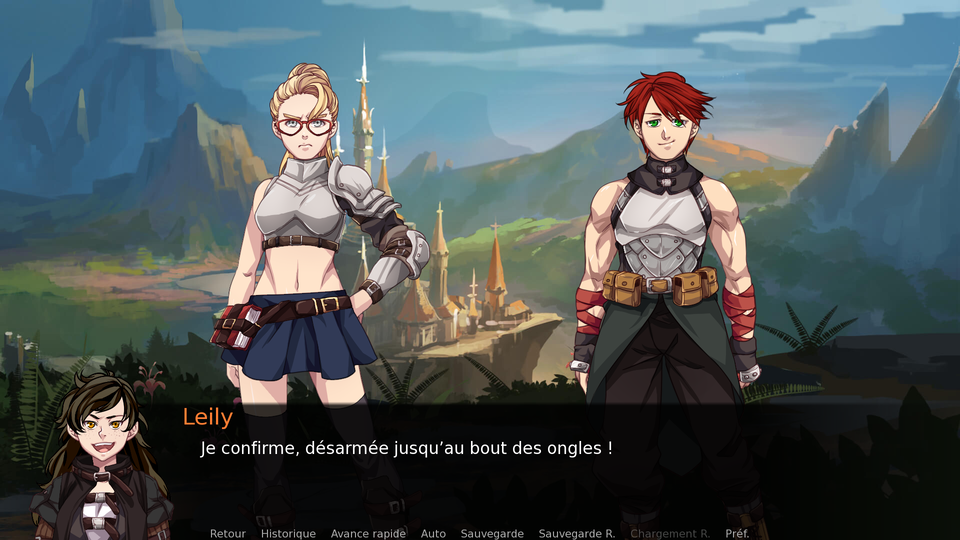 Leily
Je confirme, désarmée jusqu’au bout des ongles !
Retour Historique Avance rapide Auto Sauvegarde Sauvegarde R. Chargement R. Préf.